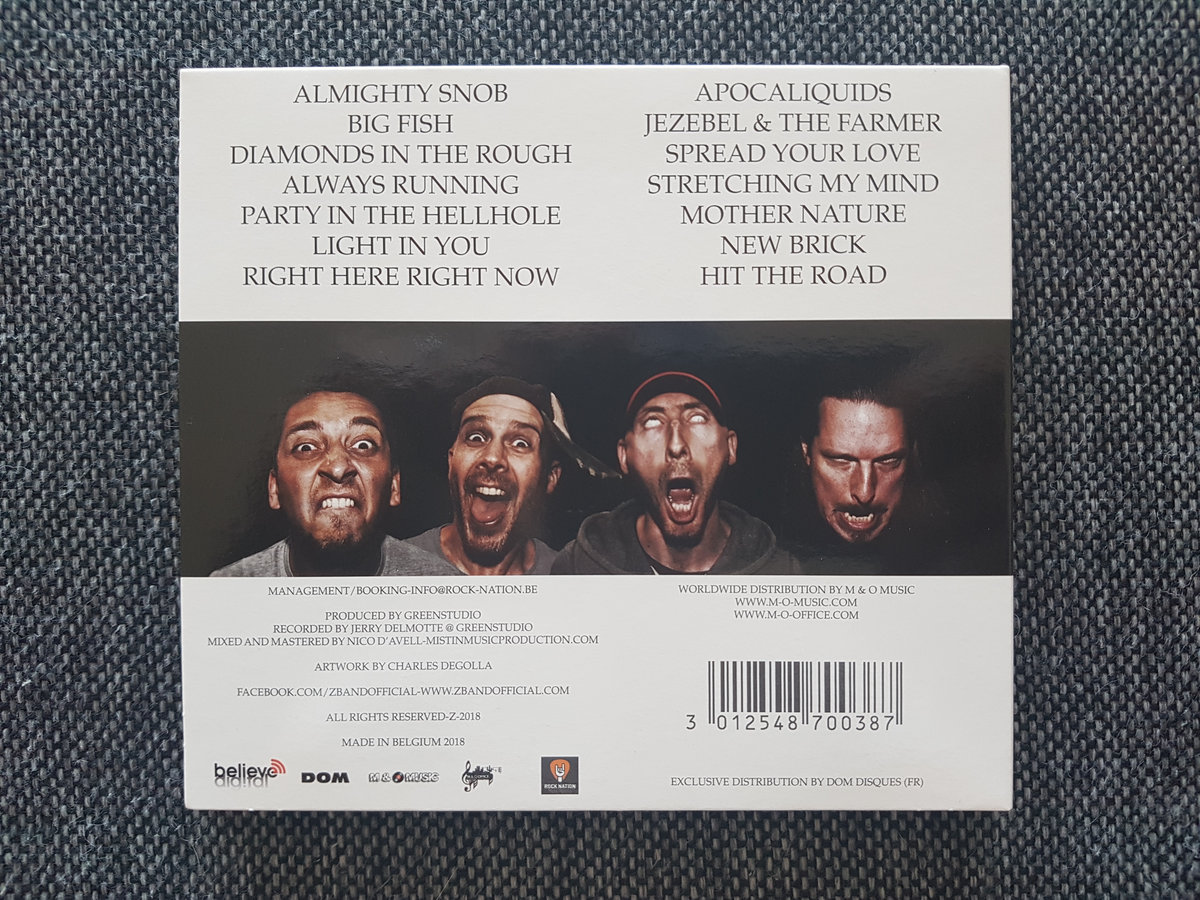 ALMIGHTY SNOB
BIG FISH
DIAMONDS IN THE ROUGH
ALWAYS RUNNING
PARTY IN THE HELLHOLE
LIGHT IN YOU
RIGHT HERE RIGHT NOW
APOCALIQUIDS
JEZEBEL & THE FARMER
SPREAD YOUR LOVE
STRETCHING MY MIND
MOTHER NATURE
NEW BRICK
HIT THE ROAD
MANAGEMENT/BOOKING-INFO@ROCK-NATION.BE
PRODUCED BY GREENSTUDIO
RECORDED BY JERRY DELMOTTE @ GREENSTUDIO
MIXED AND MASTERED BY NICO D'AVELL-MISTINMUSICPRODUCTION.COM
ARTWORK BY CHARLES DEGOLLA
FACEBOOK.COM/ZBANDOFFICIAL-WWW.ZBANDOFFICIAL.COM
ALL RIGHTS RESERVED-Z-2018
MADE IN BELGIUM 2018
believe
digital
DOM
M & O MUSIC
ROCK NATION
WORLDWIDE DISTRIBUTION BY M & O MUSIC
WWW.M-O-MUSIC.COM
WWW.M-O-OFFICE.COM
3 012548 700387
EXCLUSIVE DISTRIBUTION BY DOM DISQUES (FR)